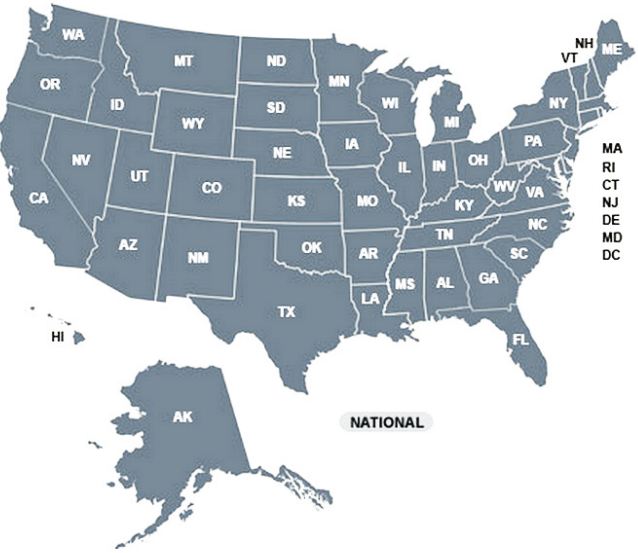 WA
MT
ND
MN
NH
VT
ME
OR
ID
SD
WI
MI
NY
WY
NE
IA
PA
NV
UT
CO
IL
IN
OH
MA
RI
CT
NJ
DE
MD
DC
CA
KS
MO
WV
VA
KY
NC
TN
AZ
NM
OK
AR
SC
MS
AL
GA
LA
TX
FL
HI
AK
NATIONAL